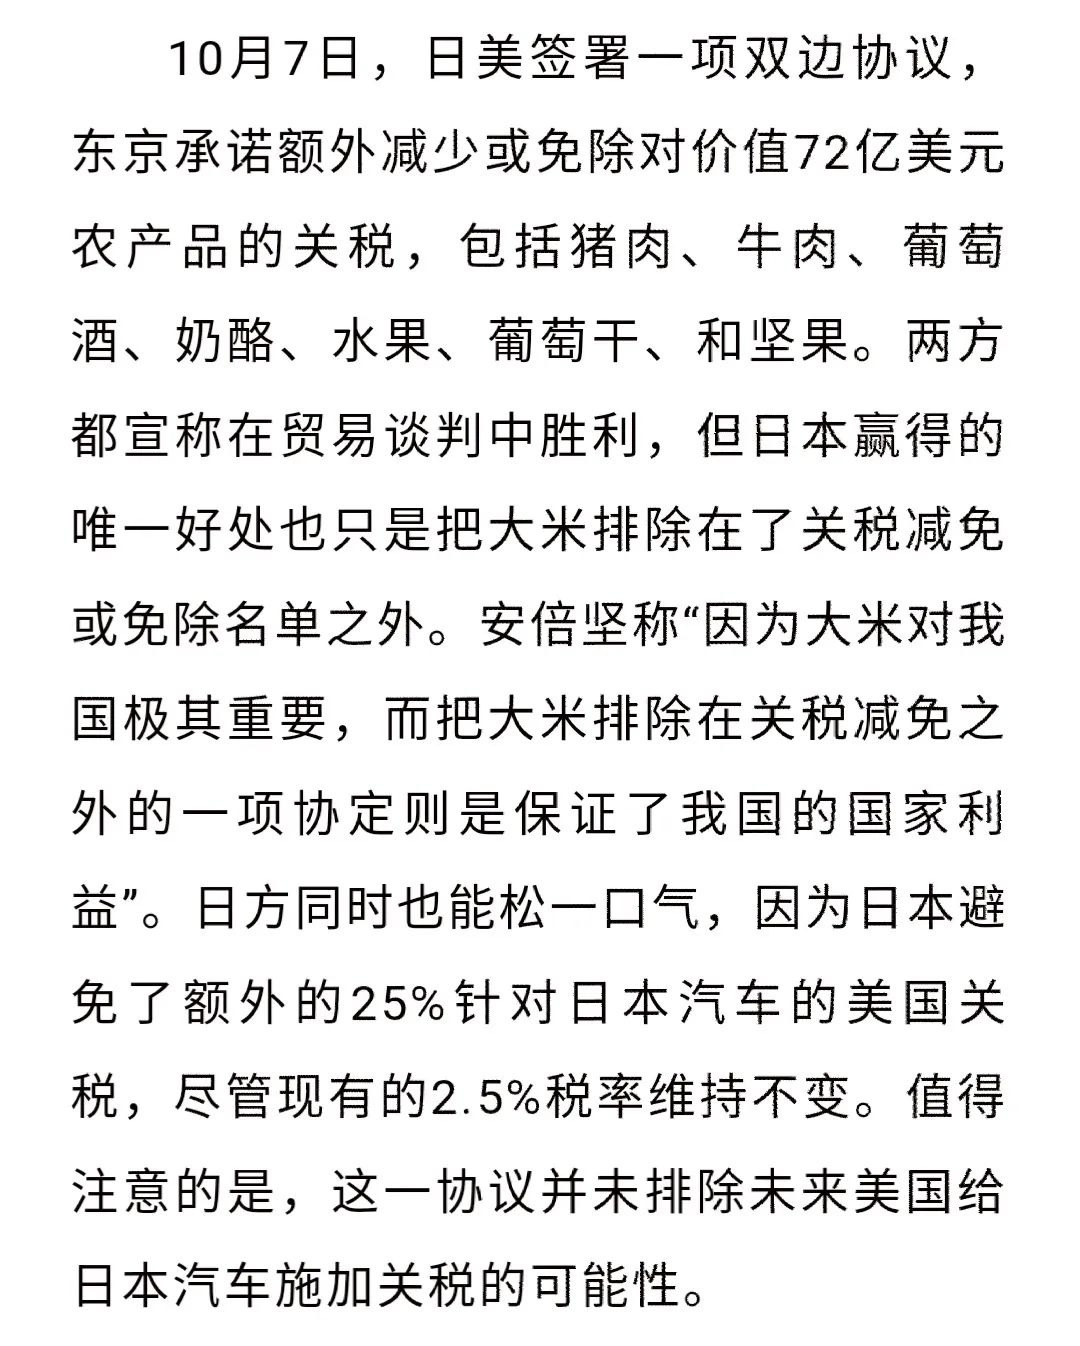 10月7日，日美签署一项双边协议，
东京承诺额外减少或免除对价值72亿美元
农产品的关税，包括猪肉、牛肉、葡萄
酒、奶酪、水果、葡萄干、和坚果。两方
都宣称在贸易谈判中胜利，但日本赢得的
唯一好处也只是把大米排除在了关税减免
或免除名单之外。安倍坚称“因为大米对我
国极其重要，而把大米排除在关税减免之
外的一项协定则是保证了我国的国家利
益”。日方同时也能松一口气，因为日本避
免了额外的25%针对日本汽车的美国关
税，尽管现有的2.5%税率维持不变。值得
注意的是，这一协议并未排除未来美国给
日本汽车施加关税的可能性。